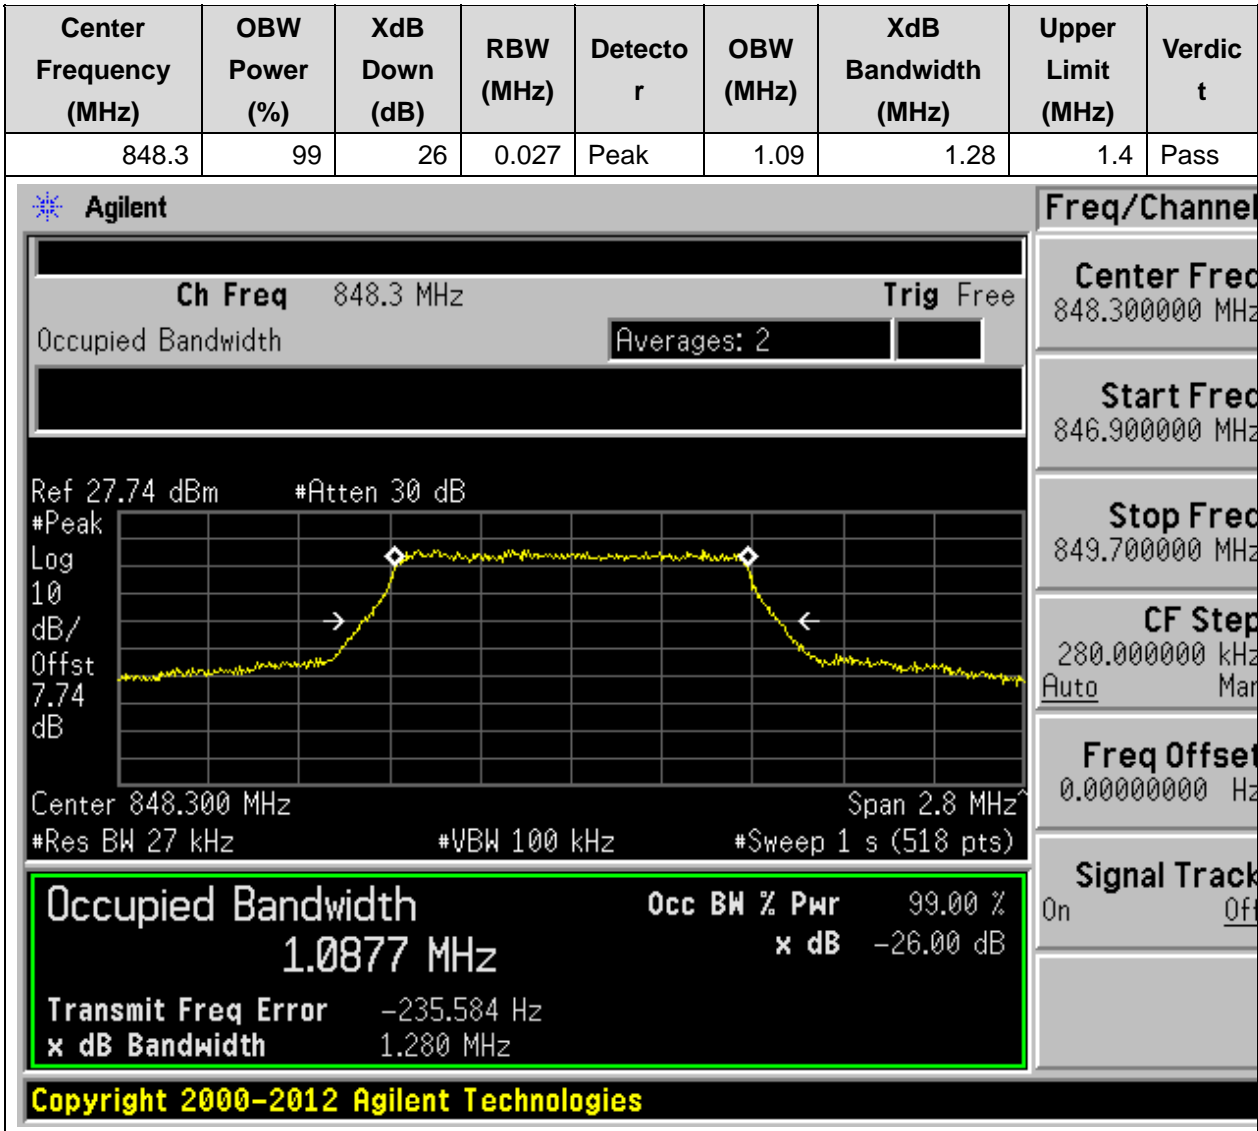 Center Frequency (MHz) OBW Power (%) XdB Down (dB) RBW (MHz) Detecto r OBW (MHz) XdB Bandwidth (MHz) Upper Limit (MHz) Verdic t
848.3 99 26 0.027 Peak 1.09 1.28 1.4 Pass
Agilent
Freq/Channel
Ch Freq 848.3 MHz Trig Free
Occupied Bandwidth Averages: 2
Ref 27.74 dBm #Atten 30 dB
#Peak
Log
10
dB/
Offst
7.74
dB
Center 848.300 MHz Span 2.8 MHz^
#Res BW 27 kHz #VBW 100 kHz #Sweep 1 s (518 pts)
Occupied Bandwidth Occ BW % Pwr 99.00 %
1.0877 MHz x dB -26.00 dB
Transmit Freq Error -235.584 Hz
x dB Bandwidth 1.280 MHz
Copyright 2000-2012 Agilent Technologies
Center Freq
848.300000 MHz
Start Freq
846.900000 MHz
Stop Freq
849.700000 MHz
CF Step
280.000000 kHz
Auto Man
Freq Offset
0.00000000 Hz
Signal Track
On Off